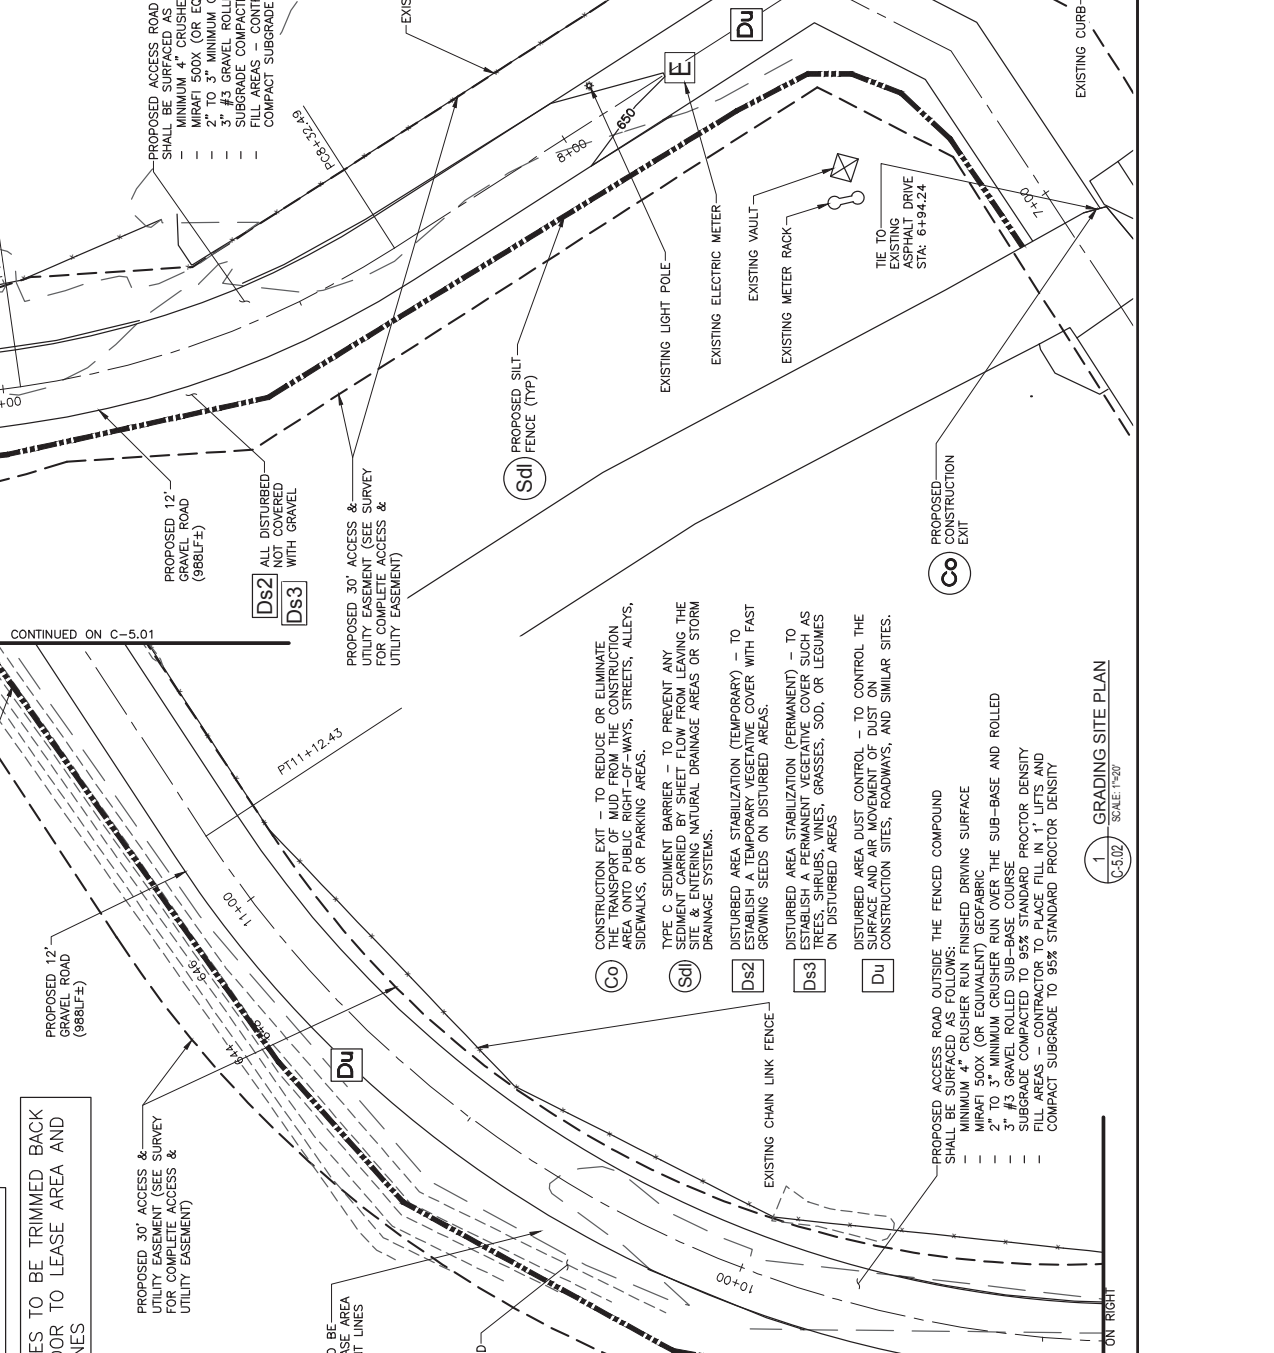 PROPOSED ACCESS ROAD
SHALL BE SURFACED AS
– MINIMUM 4" CRUSHE
– MIRAFI 500X (OR EQ
– 2" TO 3" MINIMUM C
– 3" #3 GRAVEL ROLL
– SUBGRADE COMPACT
– FILL AREAS – CONT
COMPACT SUBGRADE
EXIS
PC8+32.49
8+00
650
E
Du
EXISTING CURB-
7+00
TIE TO
EXISTING
ASPHALT DRIVE
STA: 6+94.24
EXISTING VAULT
EXISTING METER RACK
EXISTING ELECTRIC METER
EXISTING LIGHT POLE
Sd1
PROPOSED SILT
FENCE (TYP)
+00
PROPOSED 12'
GRAVEL ROAD
(988LF±)
Ds2
Ds3
ALL DISTURBED
NOT COVERED
WITH GRAVEL
PROPOSED 30' ACCESS &
UTILITY EASEMENT (SEE SURVEY
FOR COMPLETE ACCESS &
UTILITY EASEMENT)
Co
PROPOSED
CONSTRUCTION
EXIT
CONTINUED ON C-5.01
PT11+12.43
11+00
646
644
646
Du
PROPOSED 12'
GRAVEL ROAD
(988LF±)
PROPOSED 30' ACCESS &
UTILITY EASEMENT (SEE SURVEY
FOR COMPLETE ACCESS &
UTILITY EASEMENT)
ES TO BE TRIMMED BACK
OOR TO LEASE AREA AND
NES
D BE
ASE AREA
T LINES
D
10+00
EXISTING CHAIN LINK FENCE
Co
CONSTRUCTION EXIT – TO REDUCE OR ELIMINATE
THE TRANSPORT OF MUD FROM THE CONSTRUCTION
AREA ONTO PUBLIC RIGHT-OF-WAYS, STREETS, ALLEYS,
SIDEWALKS, OR PARKING AREAS.
Sd1
TYPE C SEDIMENT BARRIER – TO PREVENT ANY
SEDIMENT CARRIED BY SHEET FLOW FROM LEAVING THE
SITE & ENTERING NATURAL DRAINAGE AREAS OR STORM
DRAINAGE SYSTEMS.
Ds2
DISTURBED AREA STABILIZATION (TEMPORARY) – TO
ESTABLISH A TEMPORARY VEGETATIVE COVER WITH FAST
GROWING SEEDS ON DISTURBED AREAS.
Ds3
DISTURBED AREA STABILIZATION (PERMANENT) – TO
ESTABLISH A PERMANENT VEGETATIVE COVER SUCH AS
TREES, SHRUBS, VINES, GRASSES, SOD, OR LEGUMES
ON DISTURBED AREAS
Du
DISTURBED AREA DUST CONTROL – TO CONTROL THE
SURFACE AND AIR MOVEMENT OF DUST ON
CONSTRUCTION SITES, ROADWAYS, AND SIMILAR SITES.
PROPOSED ACCESS ROAD OUTSIDE THE FENCED COMPOUND
SHALL BE SURFACED AS FOLLOWS:
– MINIMUM 4" CRUSHER RUN FINISHED DRIVING SURFACE
– MIRAFI 500X (OR EQUIVALENT) GEOFABRIC
– 2" TO 3" MINIMUM CRUSHER RUN OVER THE SUB-BASE AND ROLLED
– 3" #3 GRAVEL ROLLED SUB-BASE COURSE
– SUBGRADE COMPACTED TO 95% STANDARD PROCTOR DENSITY
– FILL AREAS – CONTRACTOR TO PLACE FILL IN 1' LIFTS AND
COMPACT SUBGRADE TO 95% STANDARD PROCTOR DENSITY
ON RIGHT
1
C-5.02
GRADING SITE PLAN
SCALE: 1"=20'